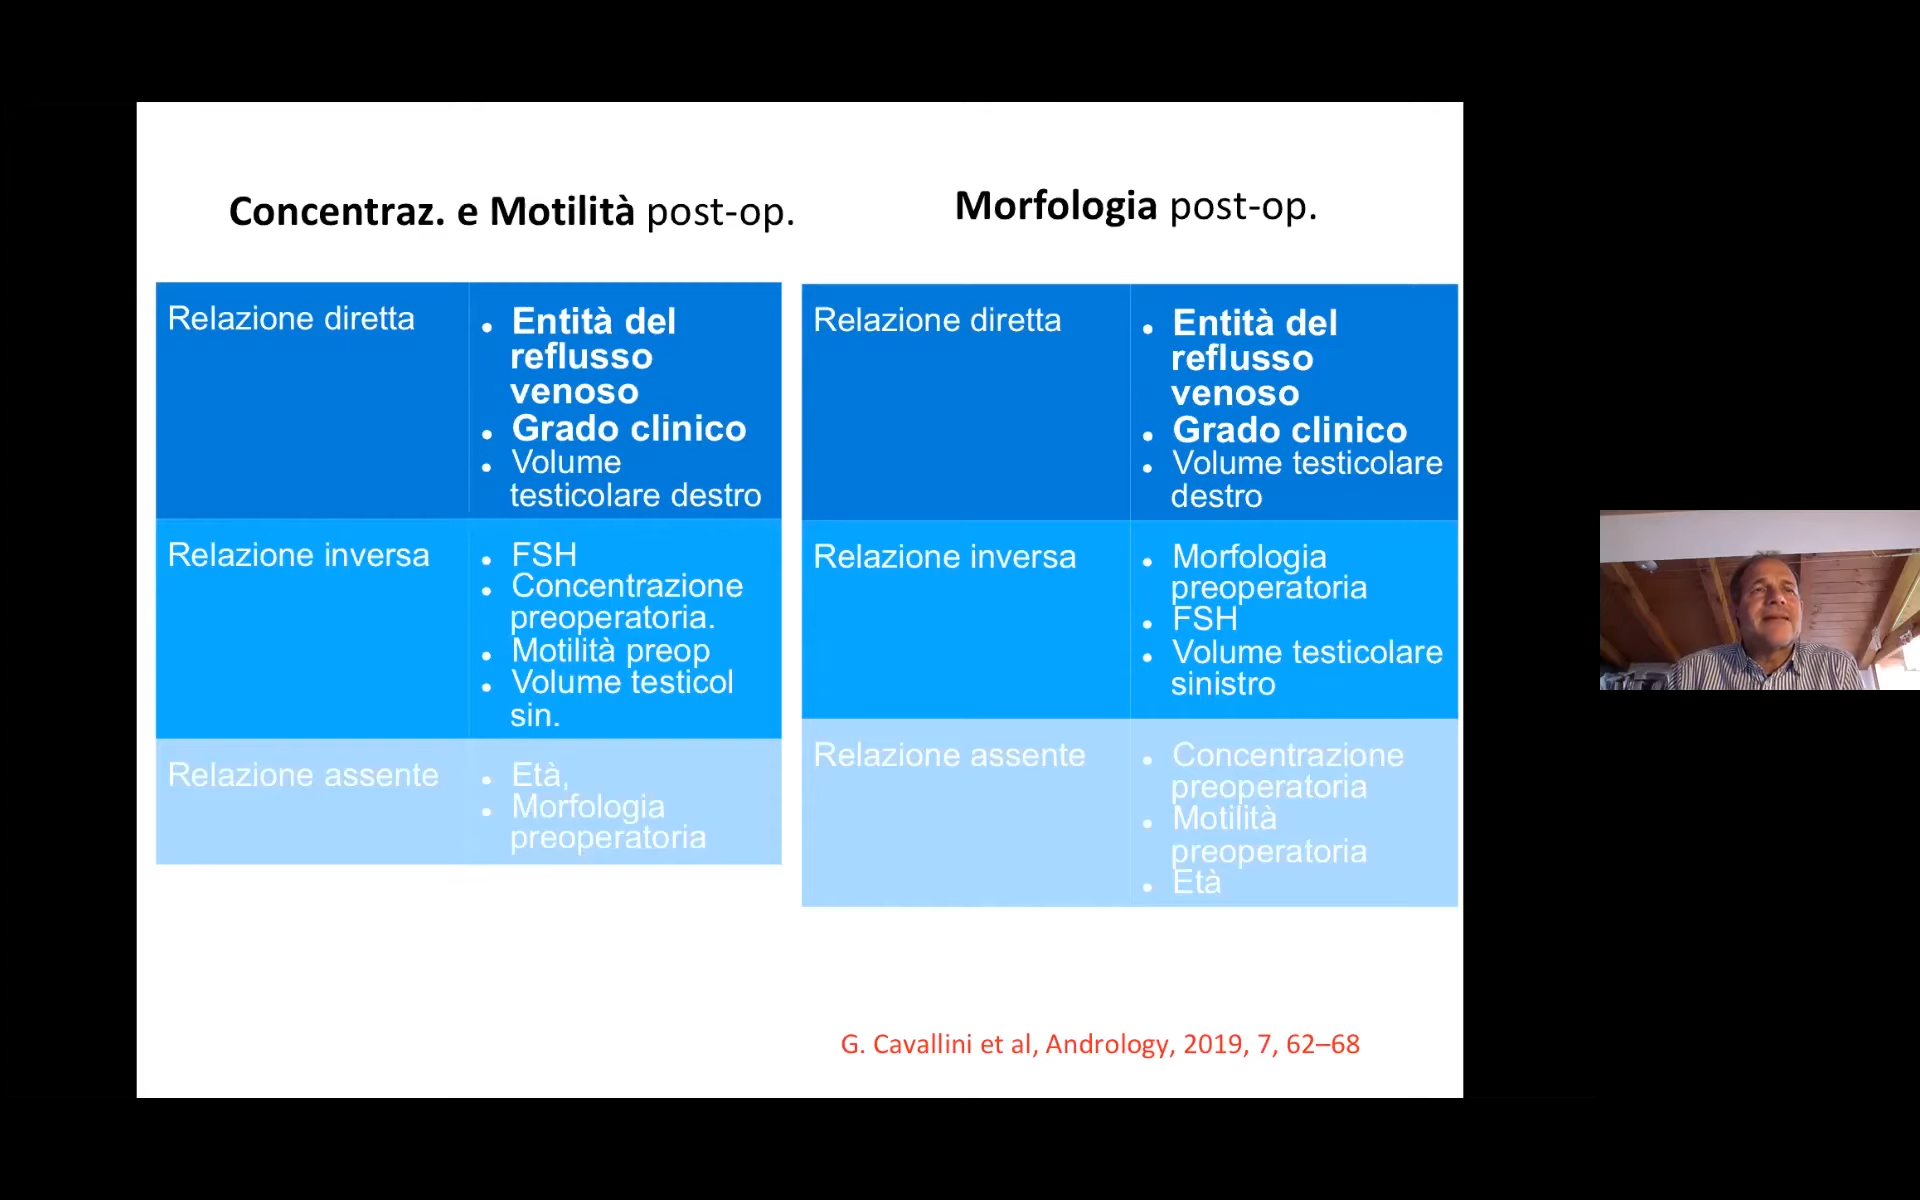 Concentraz. e Motilità post-op.
Relazione diretta
• Entità del
reflusso
venoso
• Grado clinico
• Volume
testicolare destro
Relazione inversa
• FSH
• Concentrazione
preoperatoria.
• Motilità preop
• Volume testicol
sin.
Relazione assente
• Età,
• Morfologia
preoperatoria
Morfologia post-op.
Relazione diretta
• Entità del
reflusso
venoso
• Grado clinico
• Volume testicolare
destro
Relazione inversa
• Morfologia
preoperatoria
• FSH
• Volume testicolare
sinistro
Relazione assente
• Concentrazione
preoperatoria
• Motilità
preoperatoria
• Età
G. Cavallini et al, Andrology, 2019, 7, 62–68